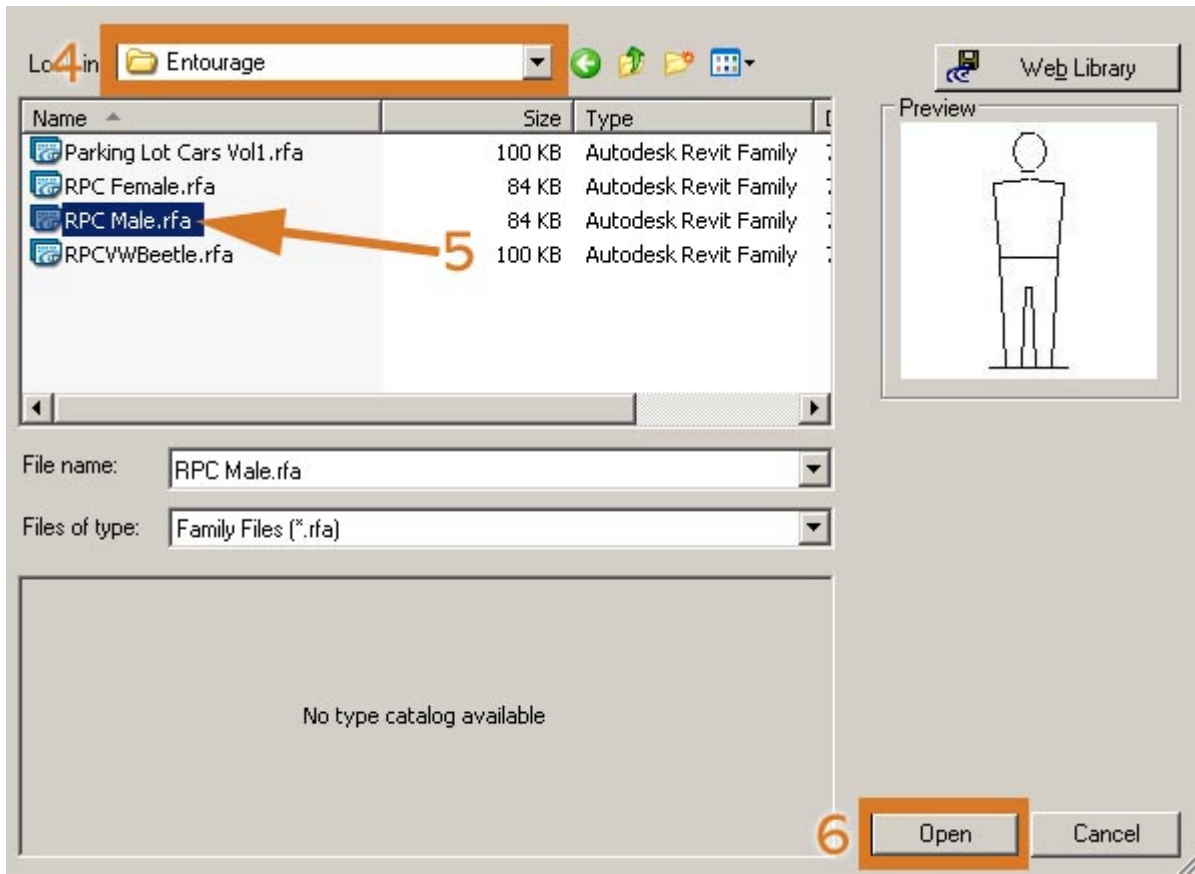 Look in: Entourage Web Library
4
Preview
Name Size Type
Parking Lot Cars Vol1.rfa 100 KB Autodesk Revit Family
RPC Female.rfa 84 KB Autodesk Revit Family
RPC Male.rfa 84 KB Autodesk Revit Family
5
RPCVWBeetle.rfa 100 KB Autodesk Revit Family
File name: RPC Male.rfa
Files of type: Family Files (*.rfa)
No type catalog available
6 Open Cancel